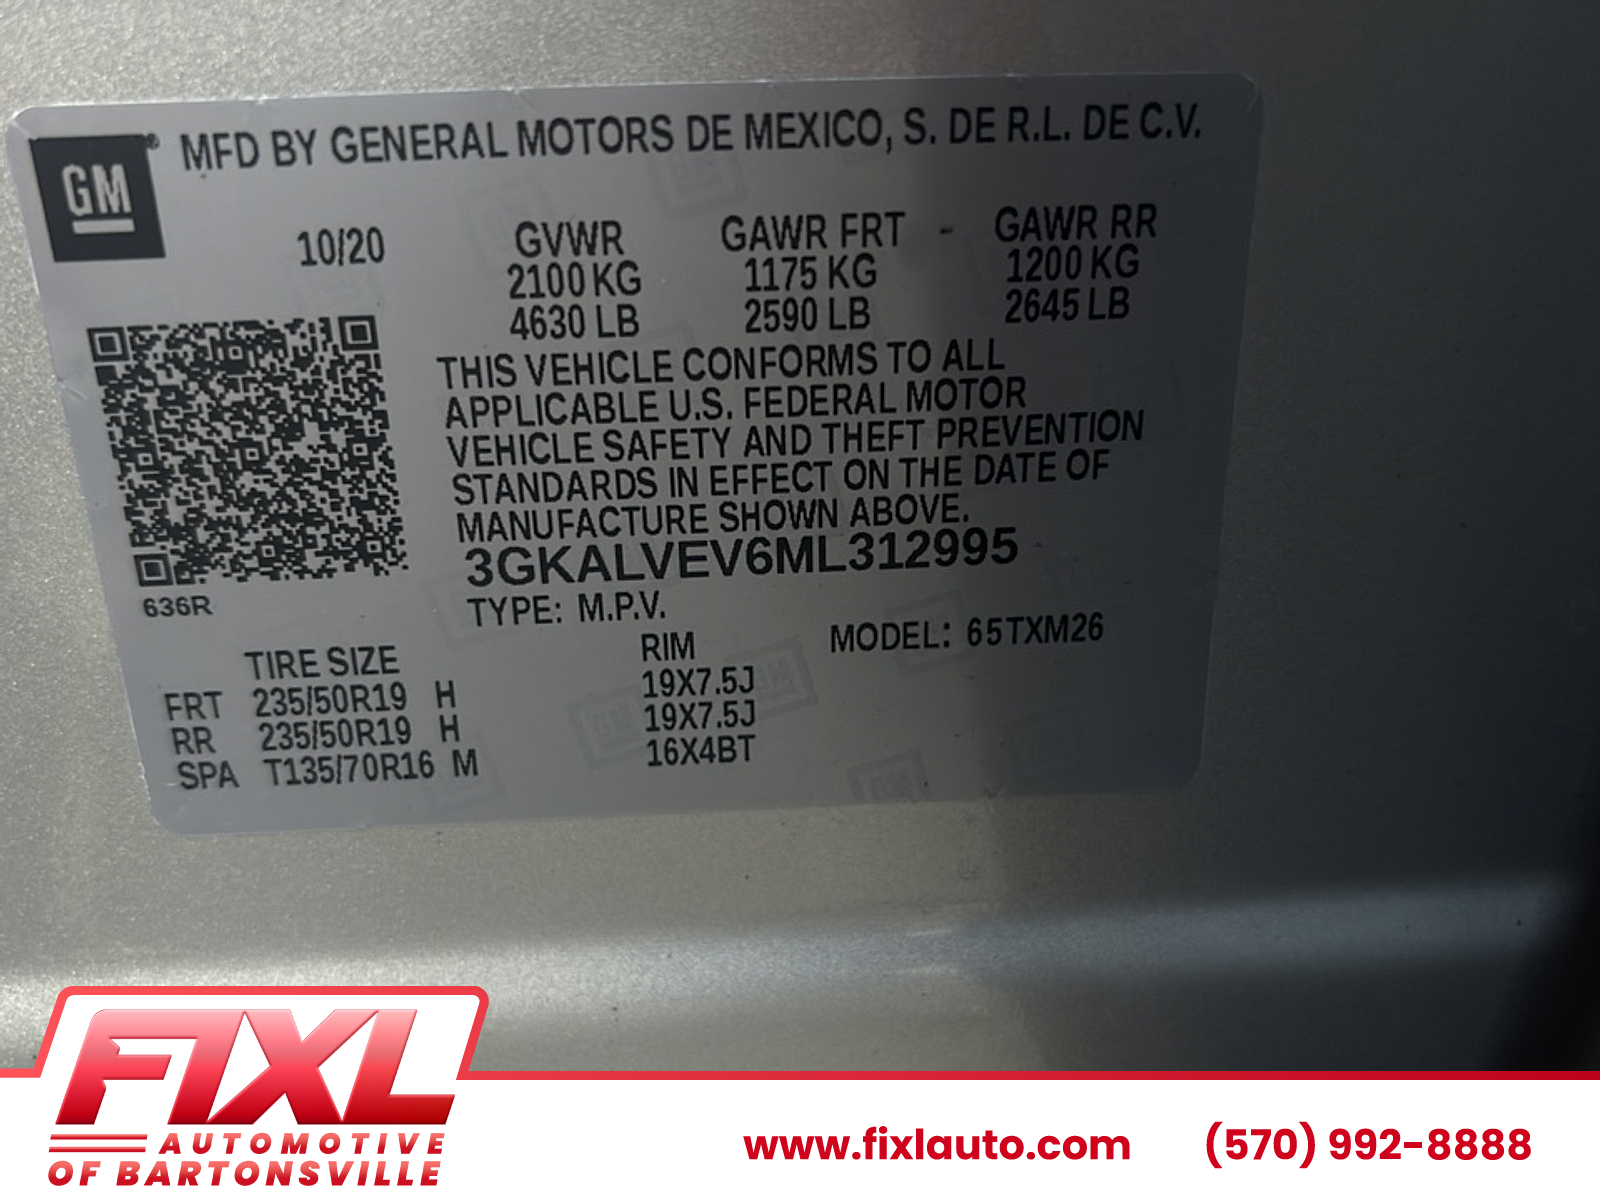 GM
MFD BY GENERAL MOTORS DE MEXICO, S. DE R.L. DE C.V.
10/20 GVWR GAWR FRT - GAWR RR
2100 KG 1175 KG 1200 KG
4630 LB 2590 LB 2645 LB
THIS VEHICLE CONFORMS TO ALL
APPLICABLE U.S. FEDERAL MOTOR
VEHICLE SAFETY AND THEFT PREVENTION
STANDARDS IN EFFECT ON THE DATE OF
MANUFACTURE SHOWN ABOVE.
3GKALVEV6ML312995
636R
TYPE: M.P.V.
RIM MODEL: 65TXM26
TIRE SIZE
FRT 235/50R19 H 19X7.5J
RR 235/50R19 H 19X7.5J
SPA T135/70R16 M 16X4BT
FIXL
AUTOMOTIVE
OF BARTONSVILLE
www.fixlauto.com (570) 992-8888